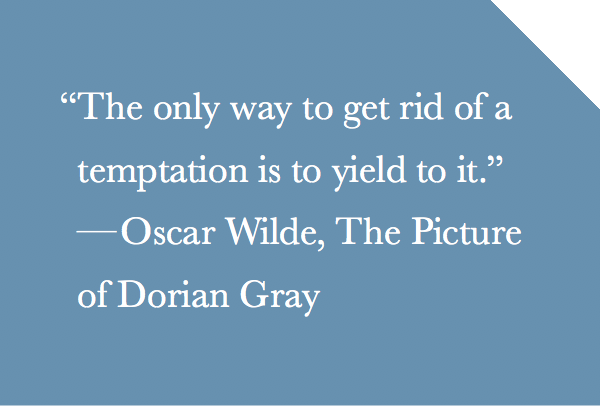 “The only way to get rid of a
temptation is to yield to it.”
—Oscar Wilde, The Picture
of Dorian Gray